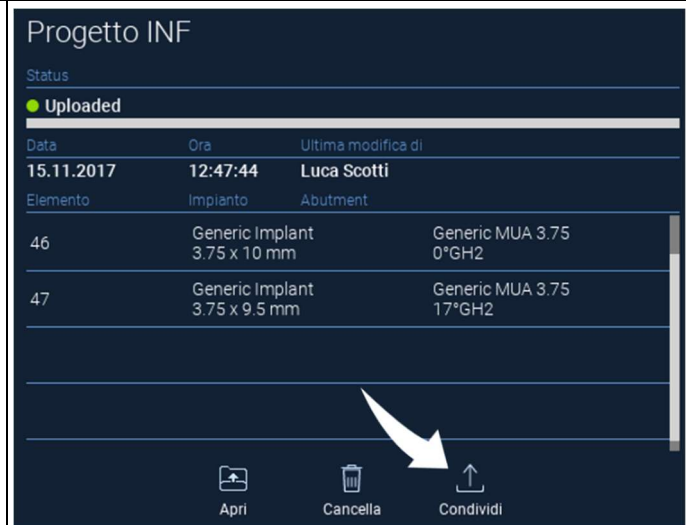 Progetto INF
Status
Uploaded
Data Ora Ultima modifica di
15.11.2017 12:47:44 Luca Scotti
Elemento Impianto Abutment
46 Generic Implant Generic MUA 3.75
3.75 x 10 mm 0°GH2
47 Generic Implant Generic MUA 3.75
3.75 x 9.5 mm 17°GH2
Apri Cancella Condividi